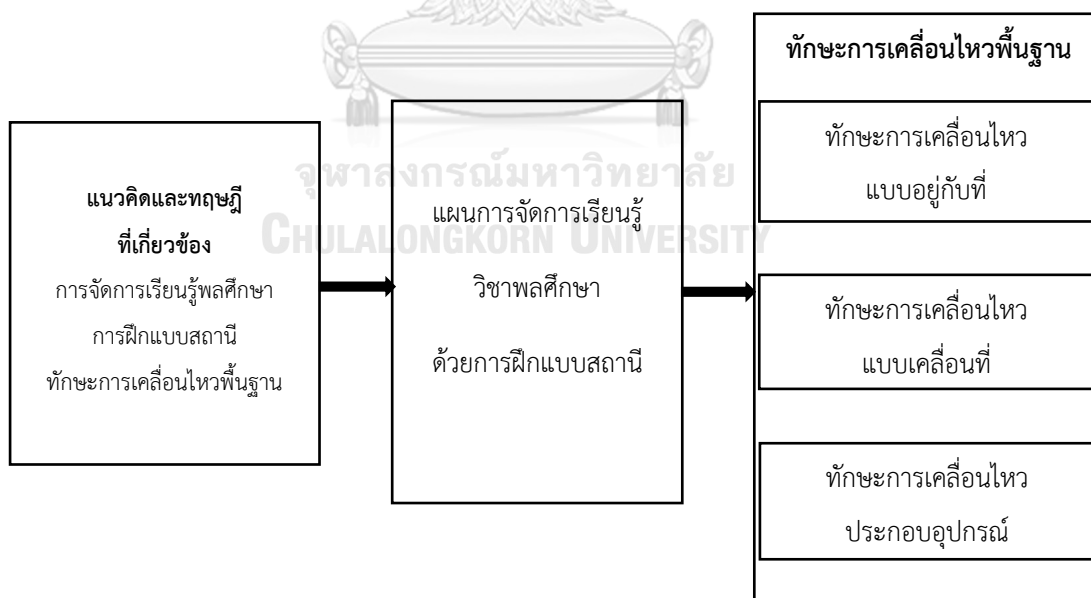 แนวคิดและทฤษฎี
ที่เกี่ยวข้อง
การจัดการเรียนรู้พลศึกษา
การฝึกแบบสถานี
ทักษะการเคลื่อนไหวพื้นฐาน
จุฬาลงกรณ์มหาวิทยาลัย
CHULALONGKORN UNIVERSITY
แผนการจัดการเรียนรู้
วิชาพลศึกษา
ด้วยการฝึกแบบสถานี
ทักษะการเคลื่อนไหวพื้นฐาน
ทักษะการเคลื่อนไหว
แบบอยู่กับที่
ทักษะการเคลื่อนไหว
แบบเคลื่อนที่
ทักษะการเคลื่อนไหว
ประกอบอุปกรณ์